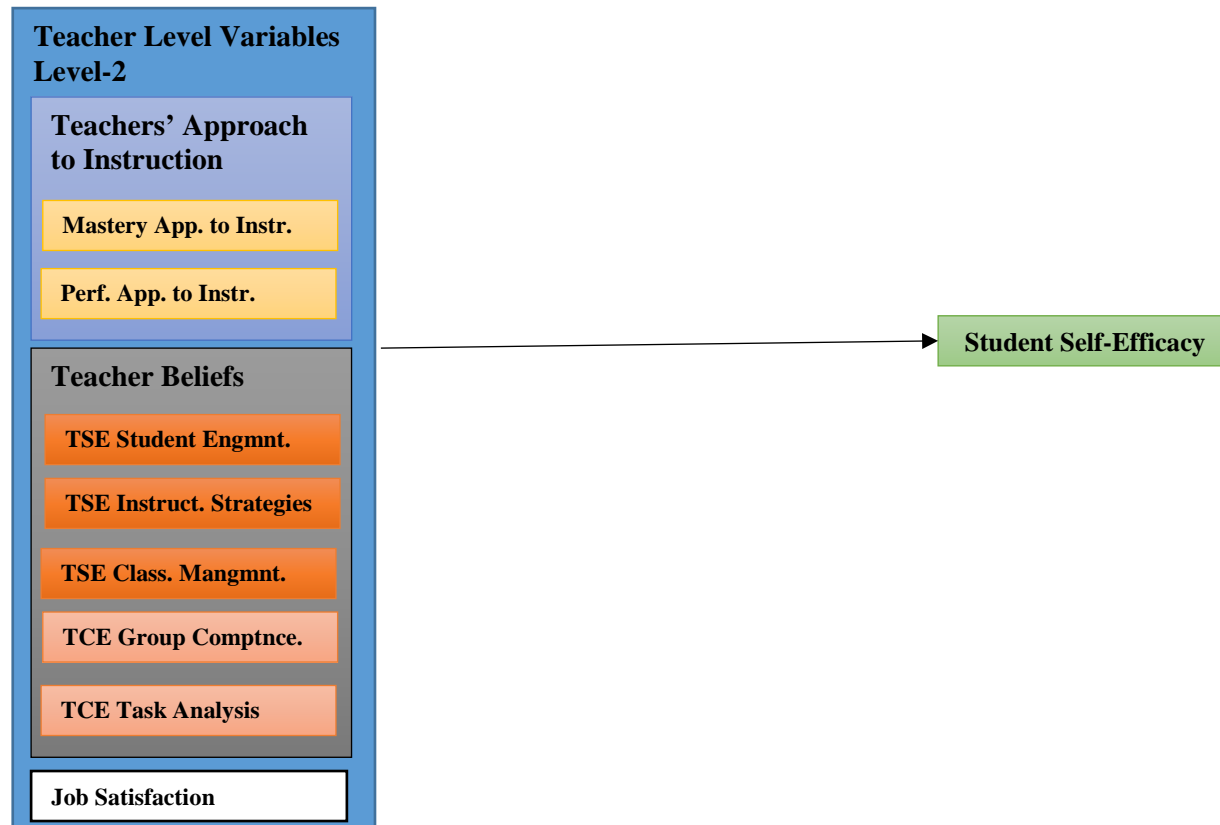 Teacher Level Variables
Level-2
Teachers’ Approach
to Instruction
Mastery App. to Instr.
Perf. App. to Instr.
Teacher Beliefs
TSE Student Engmnt.
TSE Instruct. Strategies
TSE Class. Mangmnt.
TCE Group Comptnce.
TCE Task Analysis
Job Satisfaction
Student Self-Efficacy